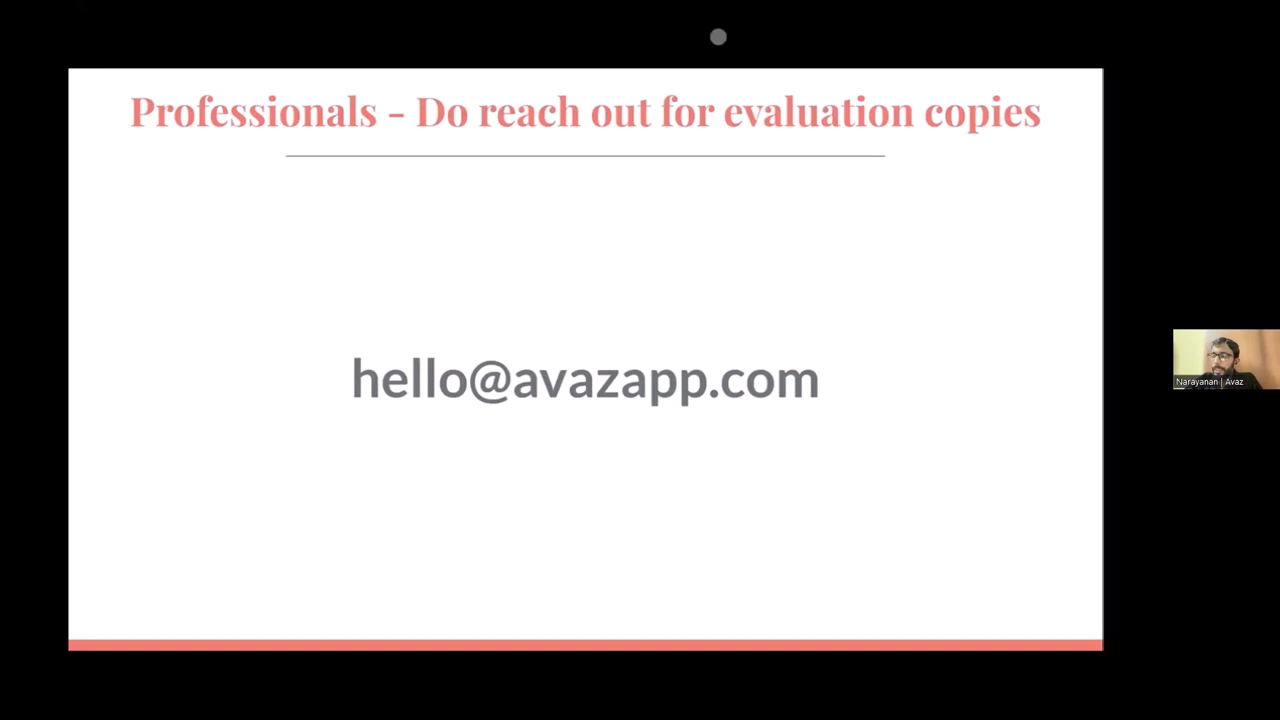 Professionals - Do reach out for evaluation copies
hello@avazapp.com
Narayanan | Avaz